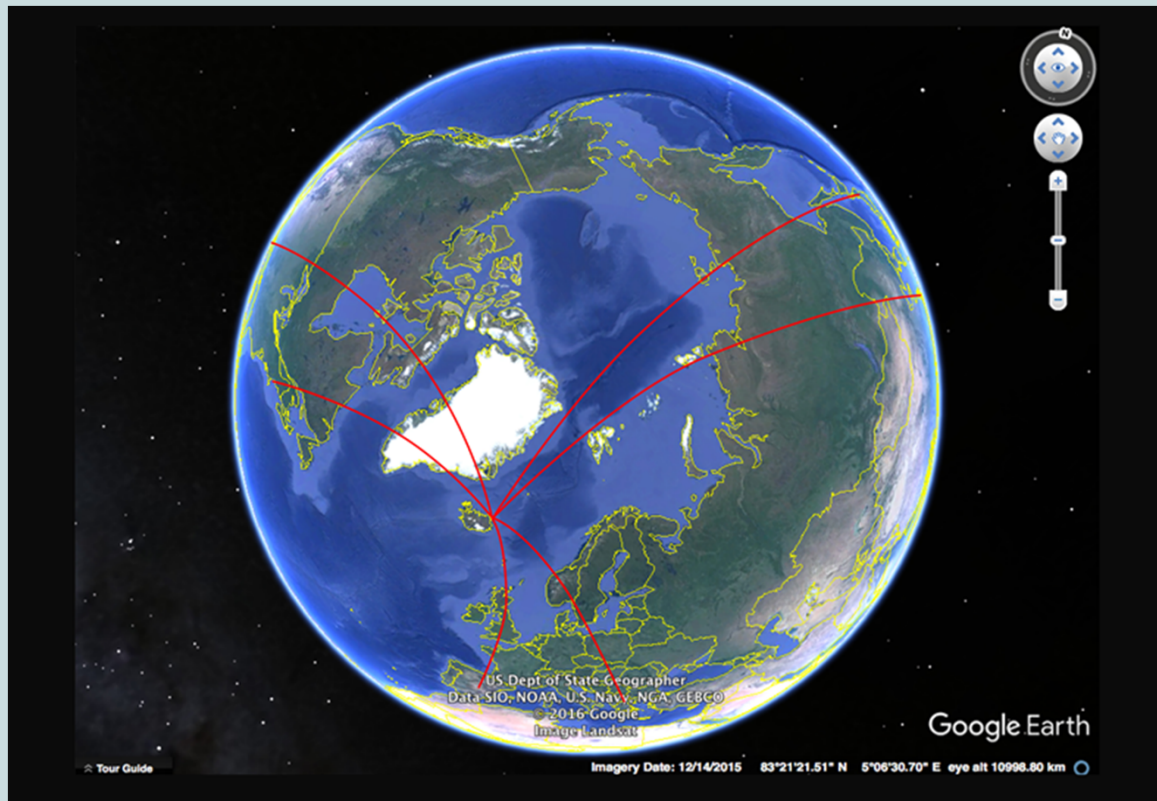 N
US Dept of State Geographer
Data SIO, NOAA, U.S. Navy, NGA, GEBCO
© 2016 Google
Image Landsat
Google Earth
Tour Guide
Imagery Date: 12/14/2015 83°21'21.51" N 5°06'30.70" E eye alt 10998.80 km